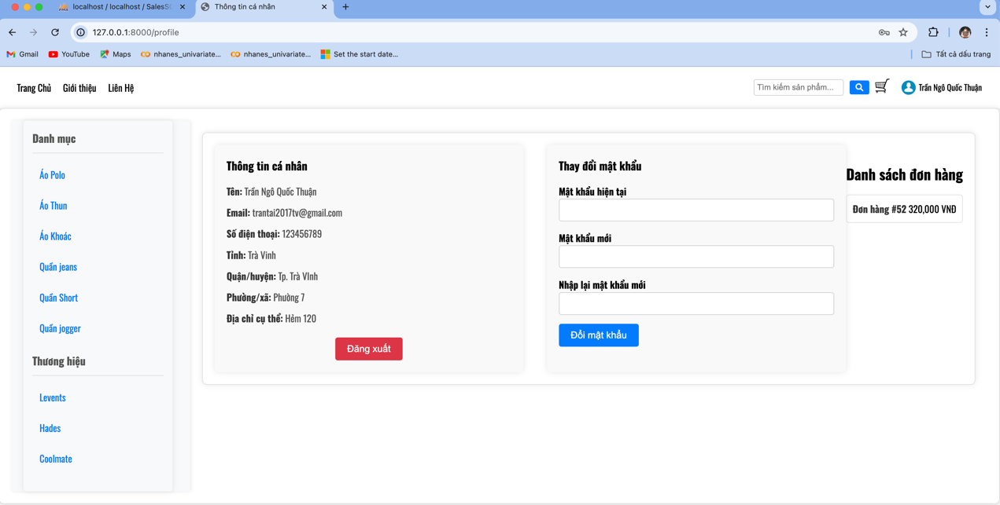 localhost / localhost / SalesSC
Thông tin cá nhân
127.0.0.1:8000/profile
Gmail
YouTube
Maps
nhanes_univariate...
nhanes_univariate...
Set the start date...
Tất cả dấu trang
Trang Chủ
Giới thiệu
Liên Hệ
Tìm kiếm sản phẩm...
Trần Ngô Quốc Thuận
Danh mục
Áo Polo
Áo Thun
Áo Khoác
Quần jeans
Quần Short
Quần jogger
Thương hiệu
Levents
Hades
Coolmate
Thông tin cá nhân
Tên: Trần Ngô Quốc Thuận
Email: trantai2017tv@gmail.com
Số điện thoại: 123456789
Tỉnh: Trà Vinh
Quận/huyện: Tp. Trà VInh
Phường/xã: Phường 7
Địa chỉ cụ thể: Hẻm 120
Đăng xuất
Thay đổi mật khẩu
Mật khẩu hiện tại
Mật khẩu mới
Nhập lại mật khẩu mới
Đổi mật khẩu
Danh sách đơn hàng
Đơn hàng #52 320,000 VNĐ